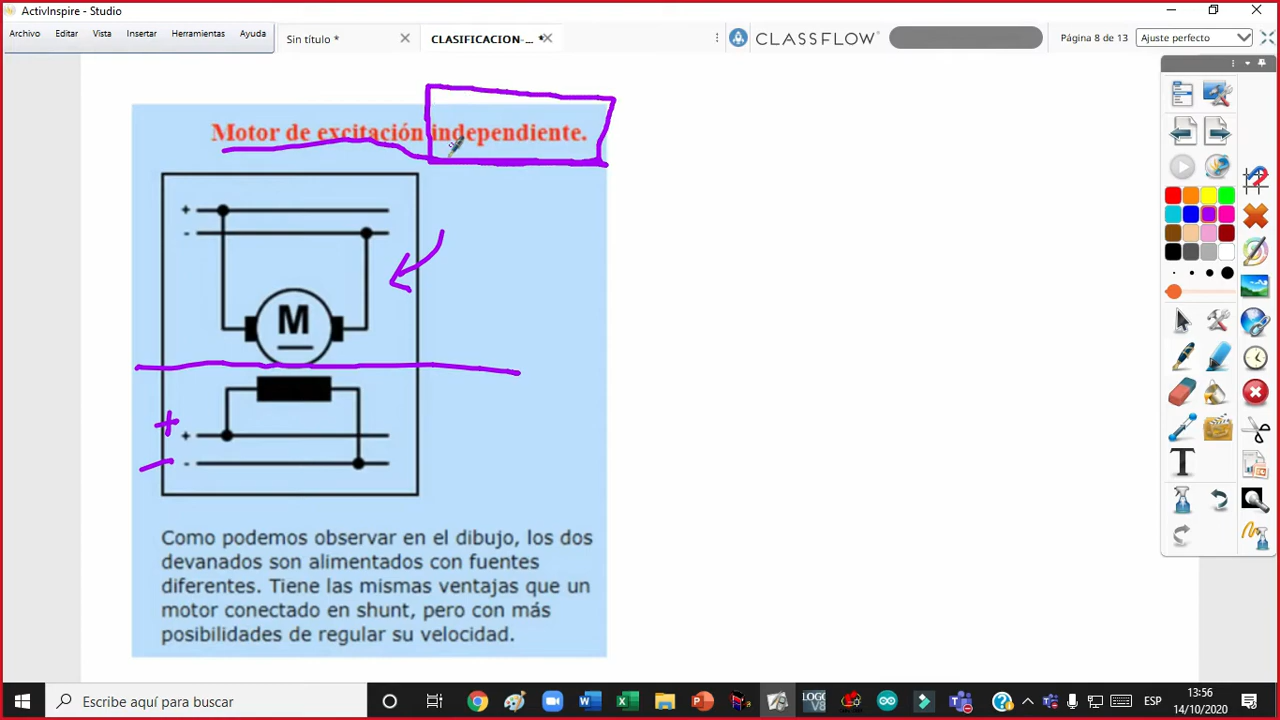 ActivInspire - Studio
Archivo Editar Vista Insertar Herramientas Ayuda
Sin título *
CLASIFICACION-... *
CLASSFLOW
Página 8 de 13
Ajuste perfecto
Motor de excitación independiente.
+
-
M
+
+
-
-
Como podemos observar en el dibujo, los dos
devanados son alimentados con fuentes
diferentes. Tiene las mismas ventajas que un
motor conectado en shunt, pero con más
posibilidades de regular su velocidad.
T
Escribe aquí para buscar
LOGO!
V8
ESP
13:56
14/10/2020